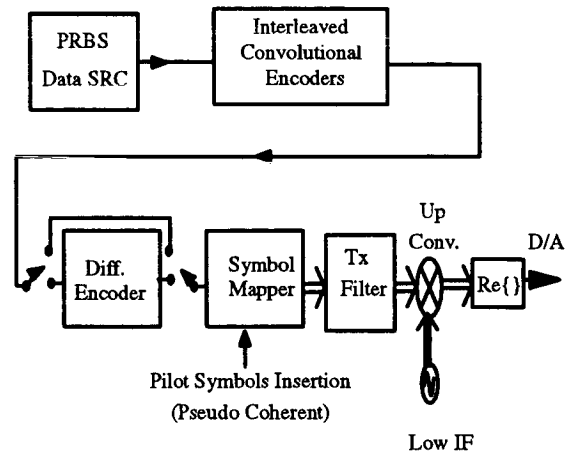 PRBS
Data SRC
Interleaved
Convolutional
Encoders
Diff.
Encoder
Symbol
Mapper
Tx
Filter
Up
Conv.
Re{ }
D/A
Pilot Symbols Insertion
(Pseudo Coherent)
Low IF